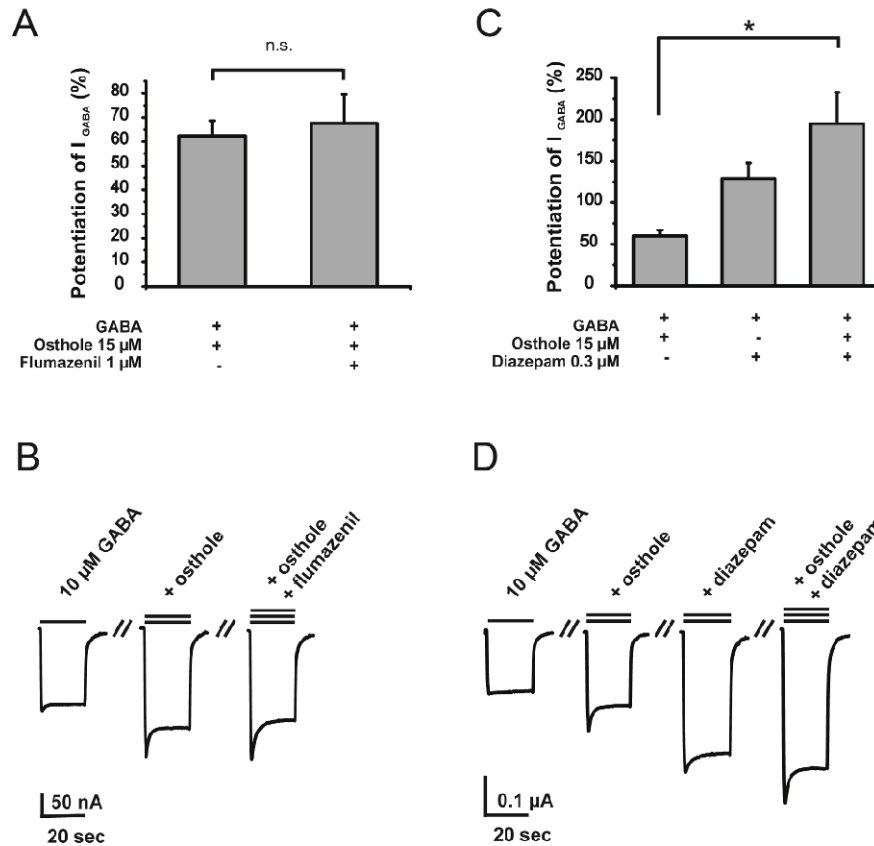 A
n.s.
Potentiation of I GABA (%)
80
70
60
50
40
30
20
10
0
GABA + +
Osthole 15 µM + +
Flumazenil 1 µM - +
C
*
Potentiation of I GABA (%)
250
200
150
100
50
0
GABA + + +
Osthole 15 µM + - +
Diazepam 0.3 µM - + +
B
10 µM GABA
+ osthole
+ osthole
+ flumazenil
50 nA
20 sec
D
10 µM GABA
+ osthole
+ diazepam
+ osthole
+ diazepam
0.1 µA
20 sec